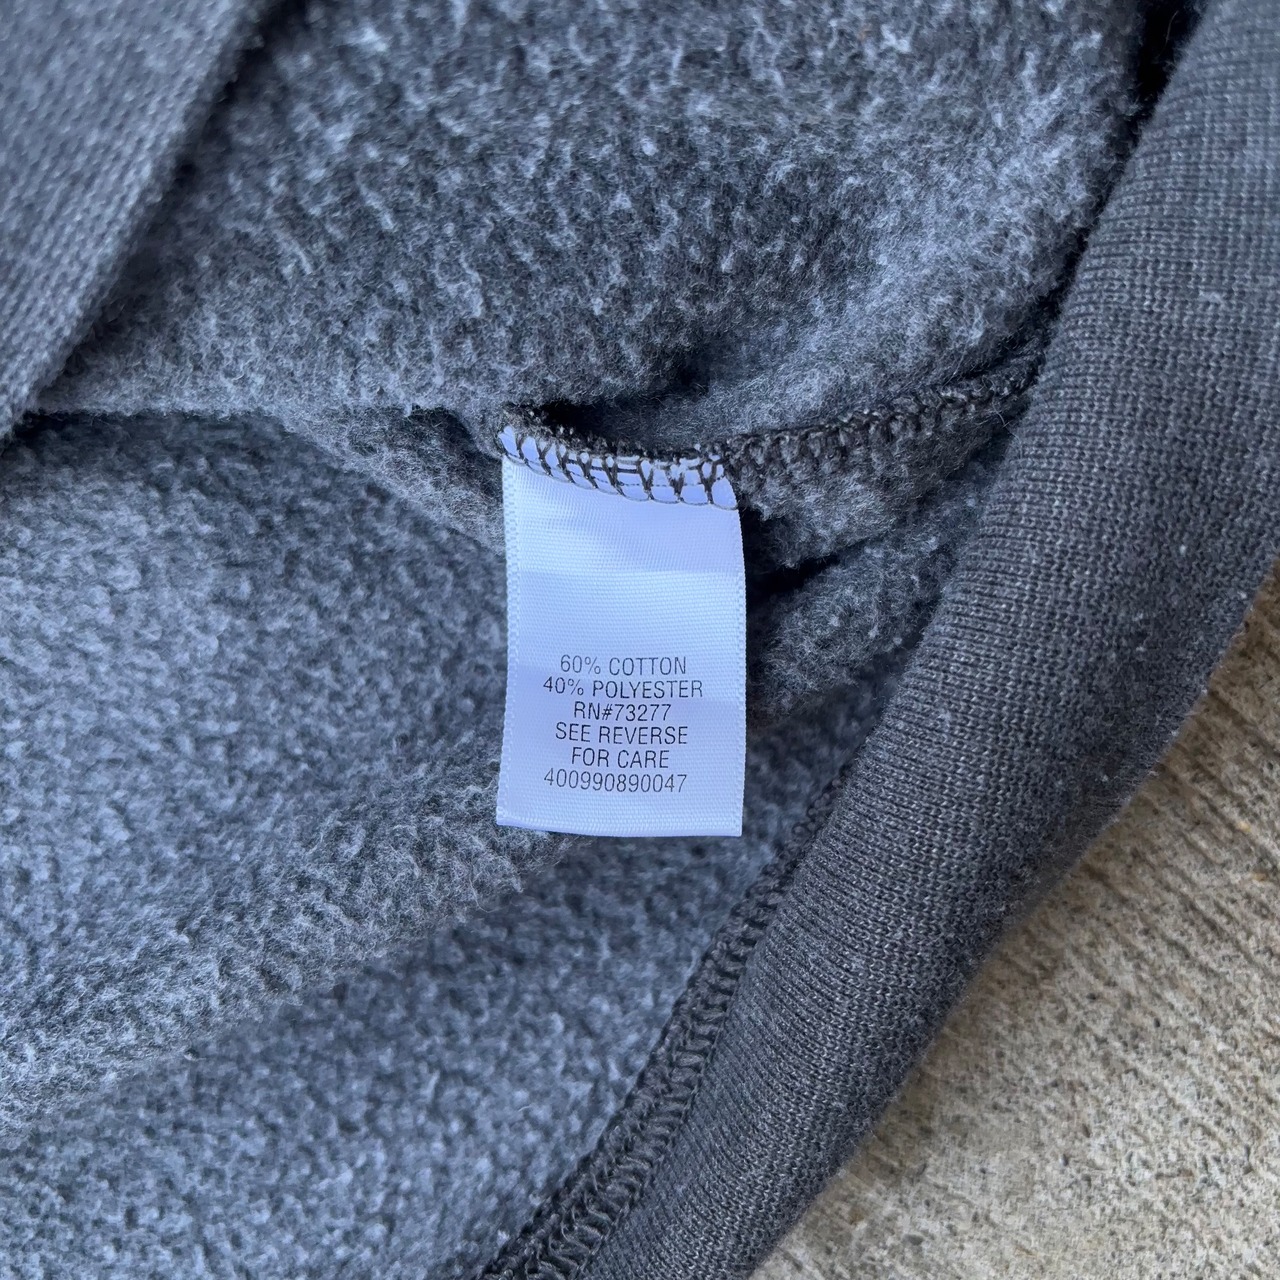 60% COTTON
40% POLYESTER
RN#73277
SEE REVERSE
FOR CARE
400990890047